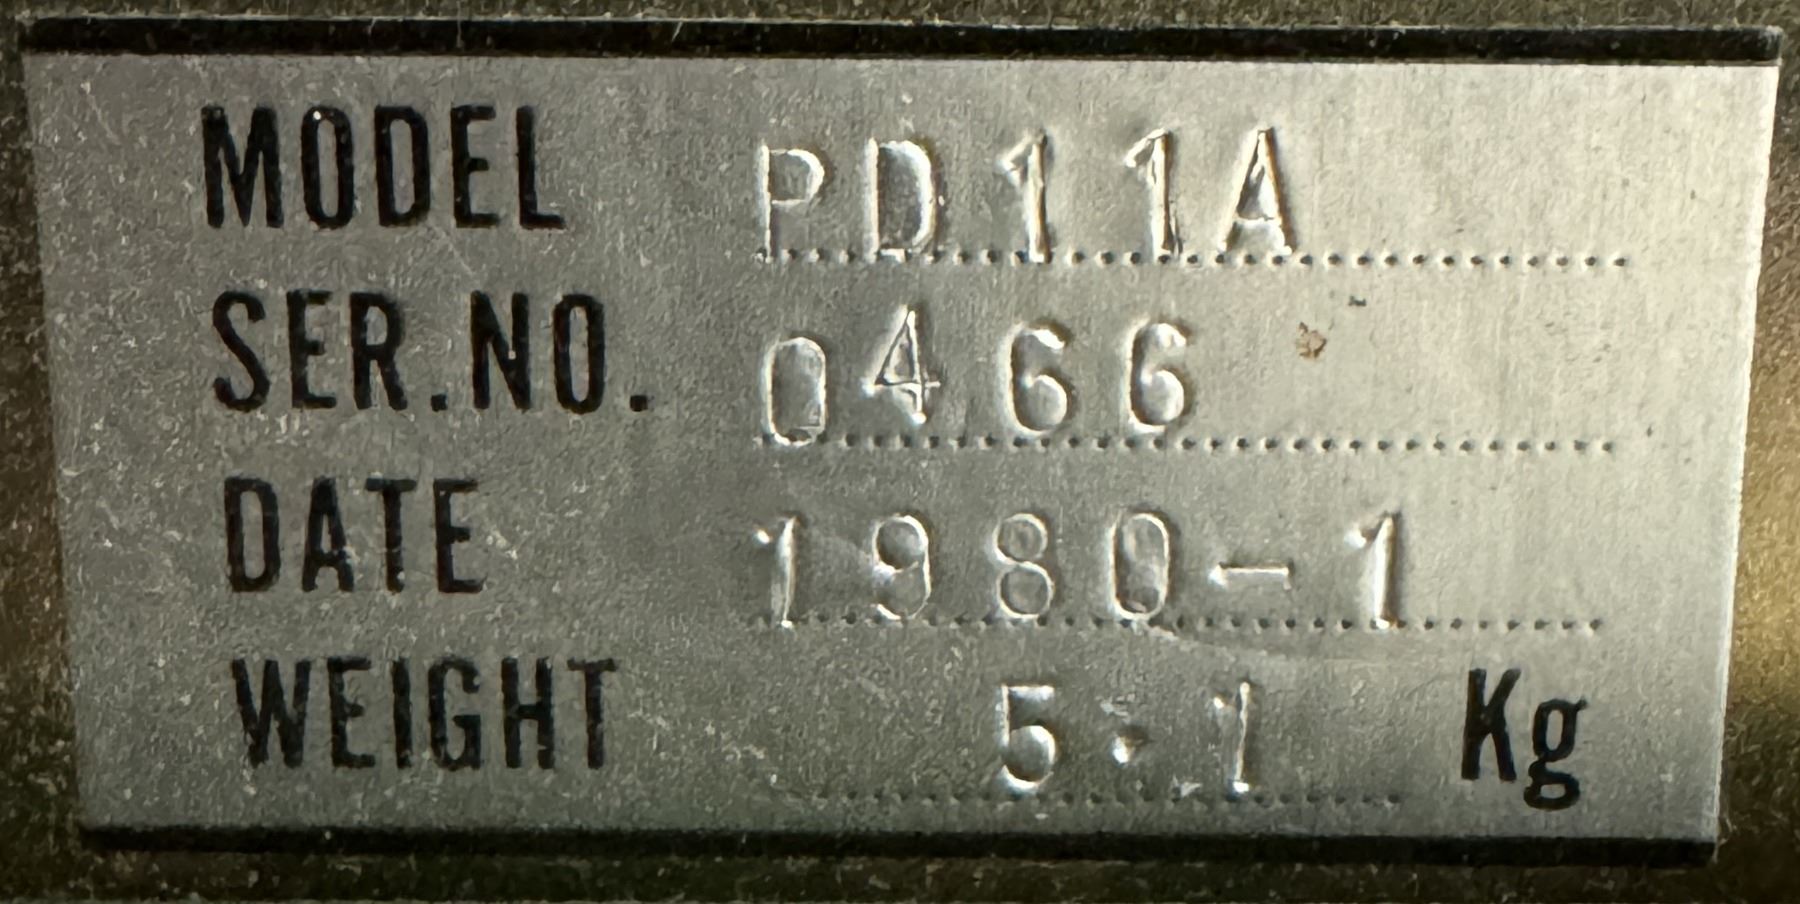 MODEL PD11A
SER.NO. 0466
DATE 1980-1
WEIGHT 5.1 Kg